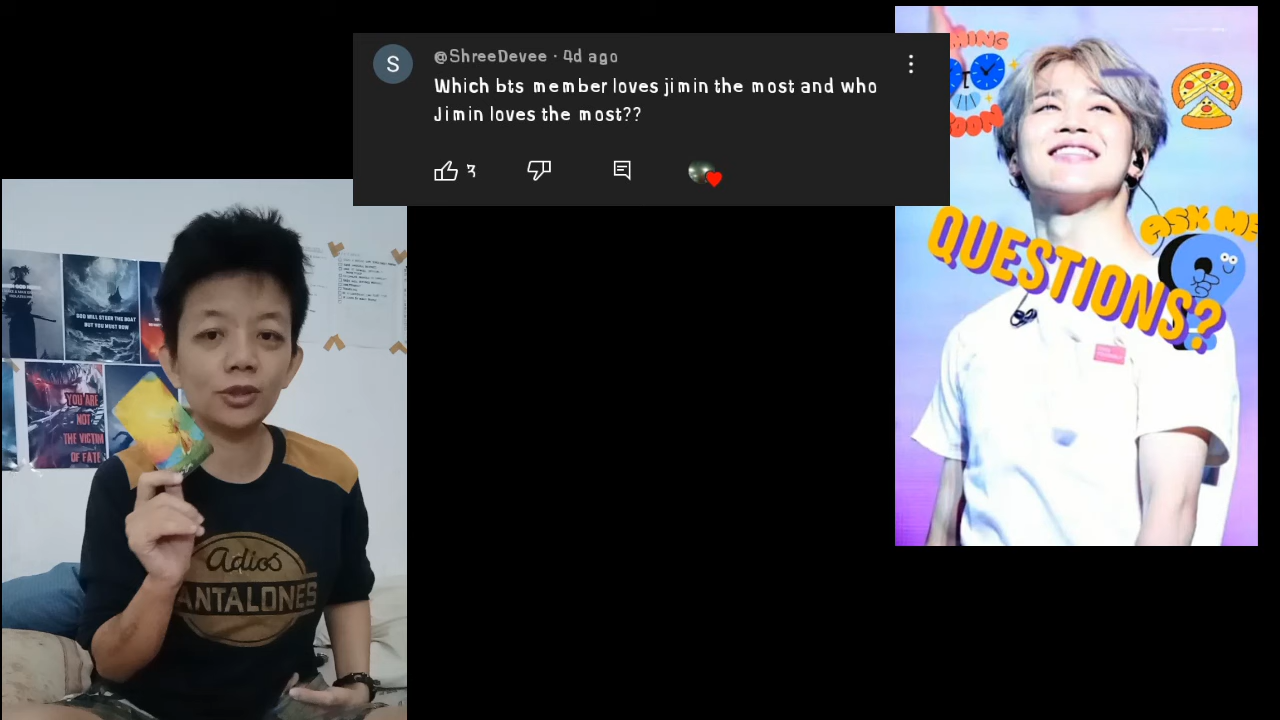 @ShreeDevee · 4d ago
Which bts member loves jimin the most and who
Jimin loves the most??
3
S
QUESTIONS?
ASK ME
GOD WILL STEER THE BOAT
BUT YOU MUST ROW
YOU ARE
NOT
THE VICTIM
OF FATE
Adios
ANTALONES